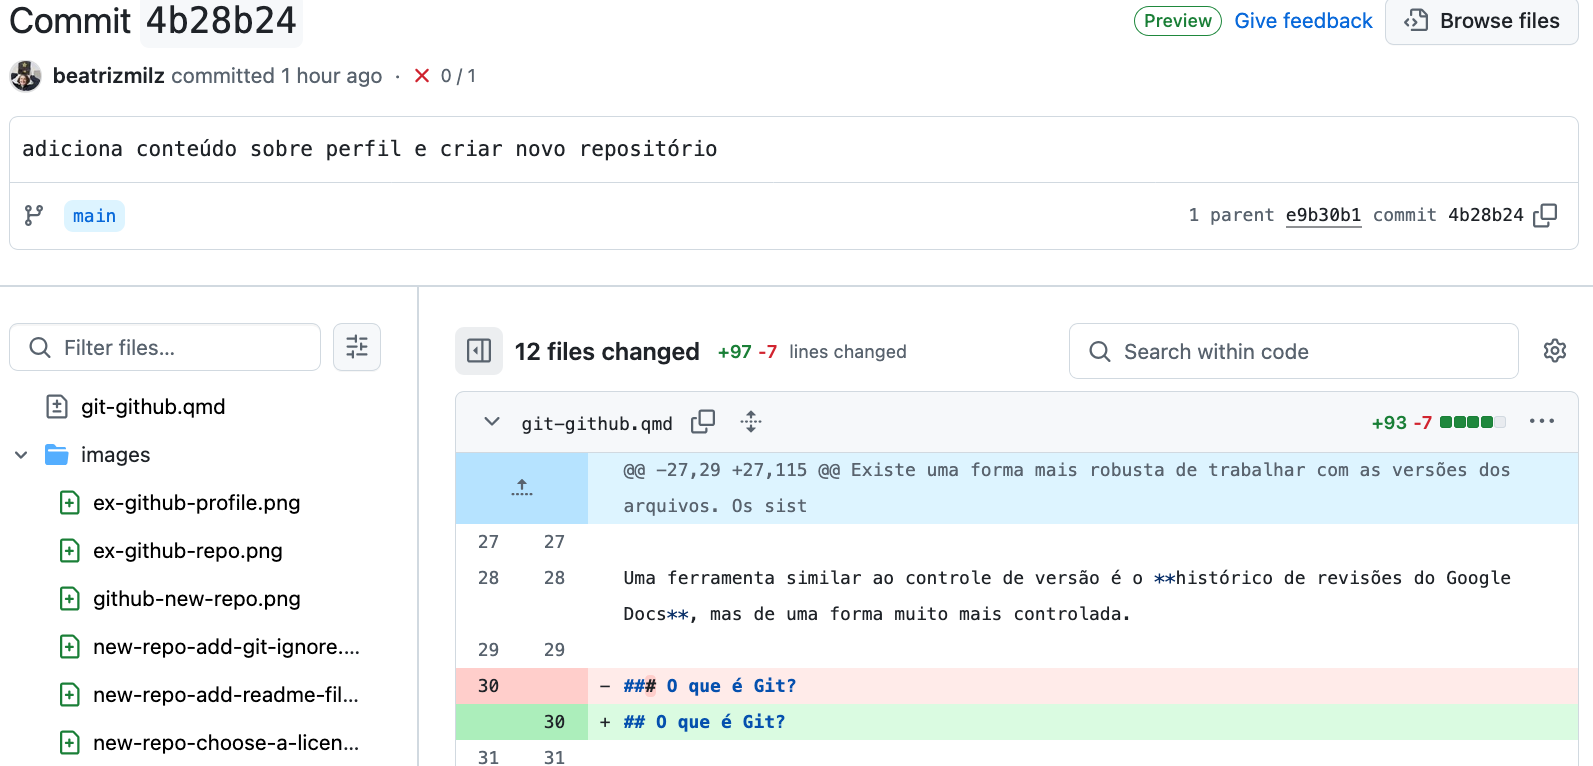 Commit 4b28b24
Preview Give feedback Browse files
beatrizmilz committed 1 hour ago · 0 / 1
adiciona conteúdo sobre perfil e criar novo repositório
main
1 parent e9b30b1 commit 4b28b24
Filter files...
git-github.qmd
images
ex-github-profile.png
ex-github-repo.png
github-new-repo.png
new-repo-add-git-ignore....
new-repo-add-readme-fil...
new-repo-choose-a-licen...
12 files changed +97 -7 lines changed
Search within code
git-github.qmd
+93 -7
@@ -27,29 +27,115 @@ Existe uma forma mais robusta de trabalhar com as versões dos
arquivos. Os sist
27 27
28 28 Uma ferramenta similar ao controle de versão é o **histórico de revisões do Google
Docs**, mas de uma forma muito mais controlada.
29 29
30 - ### O que é Git?
30 + ## O que é Git?
31 31